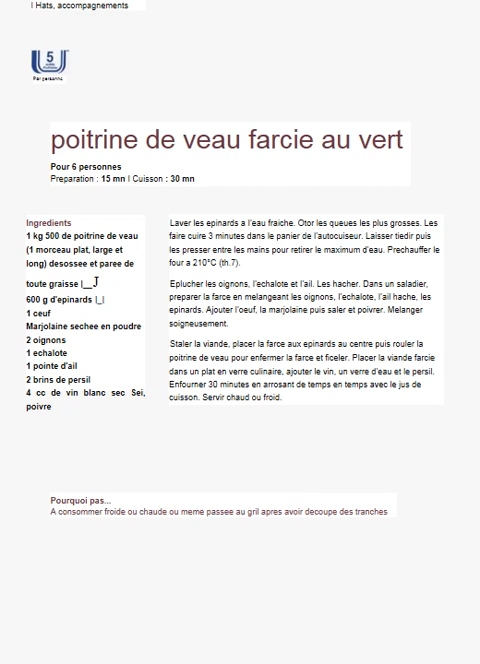 l Hats, accompagnements
5
Par personne
poitrine de veau farcie au vert
Pour 6 personnes
Preparation : 15 mn l Cuisson : 30 mn
Ingredients
1 kg 500 de poitrine de veau
(1 morceau plat, large et
long) desossee et paree de
toute graisse |__J
600 g d'epinards |_|
1 ceuf
Marjolaine sechee en poudre
2 oignons
1 echalote
1 pointe d'ail
2 brins de persil
4 cc de vin blanc sec Sei,
poivre
Laver les epinards a l'eau fraiche. Otor les queues les plus grosses. Les
faire cuire 3 minutes dans le panier de l'autocuiseur. Laisser tiedir puis
les presser entre les mains pour retirer le maximum d'eau. Prechauffer le
four a 210°C (th.7).
Eplucher les oignons, l'echalote et l'ail. Les hacher. Dans un saladier,
preparar la farce en melangeant les oignons, l'echalote, l'ail hache, les
epinards. Ajouter l'oeuf, la marjolaine puis saler et poivrer. Melanger
soigneusement.
Staler la viande, placer la farce aux epinards au centre puis rouler la
poitrine de veau pour enfermer la farce et ficeler. Placer la viande farcie
dans un plat en verre culinaire, ajouter le vin, un verre d'eau et le persil.
Enfourner 30 minutes en arrosant de temps en temps avec le jus de
cuisson. Servir chaud ou froid.
Pourquoi pas...
A consommer froide ou chaude ou meme passee au gril apres avoir decoupe des tranches